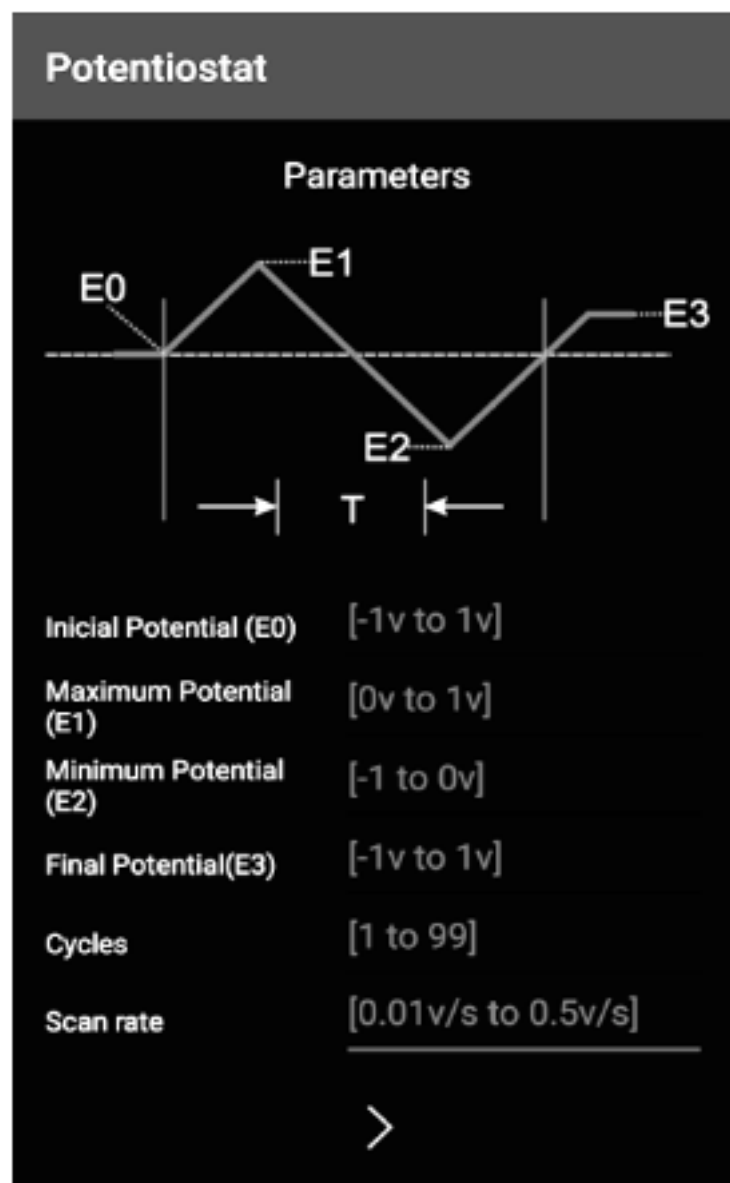 Potentiostat
Parameters
E1
E0
E3
E2
T
Inicial Potential (E0) [-1v to 1v]
Maximum Potential
(E1) [0v to 1v]
Minimum Potential
(E2) [-1 to 0v]
Final Potential(E3) [-1v to 1v]
Cycles [1 to 99]
Scan rate [0.01v/s to 0.5v/s]